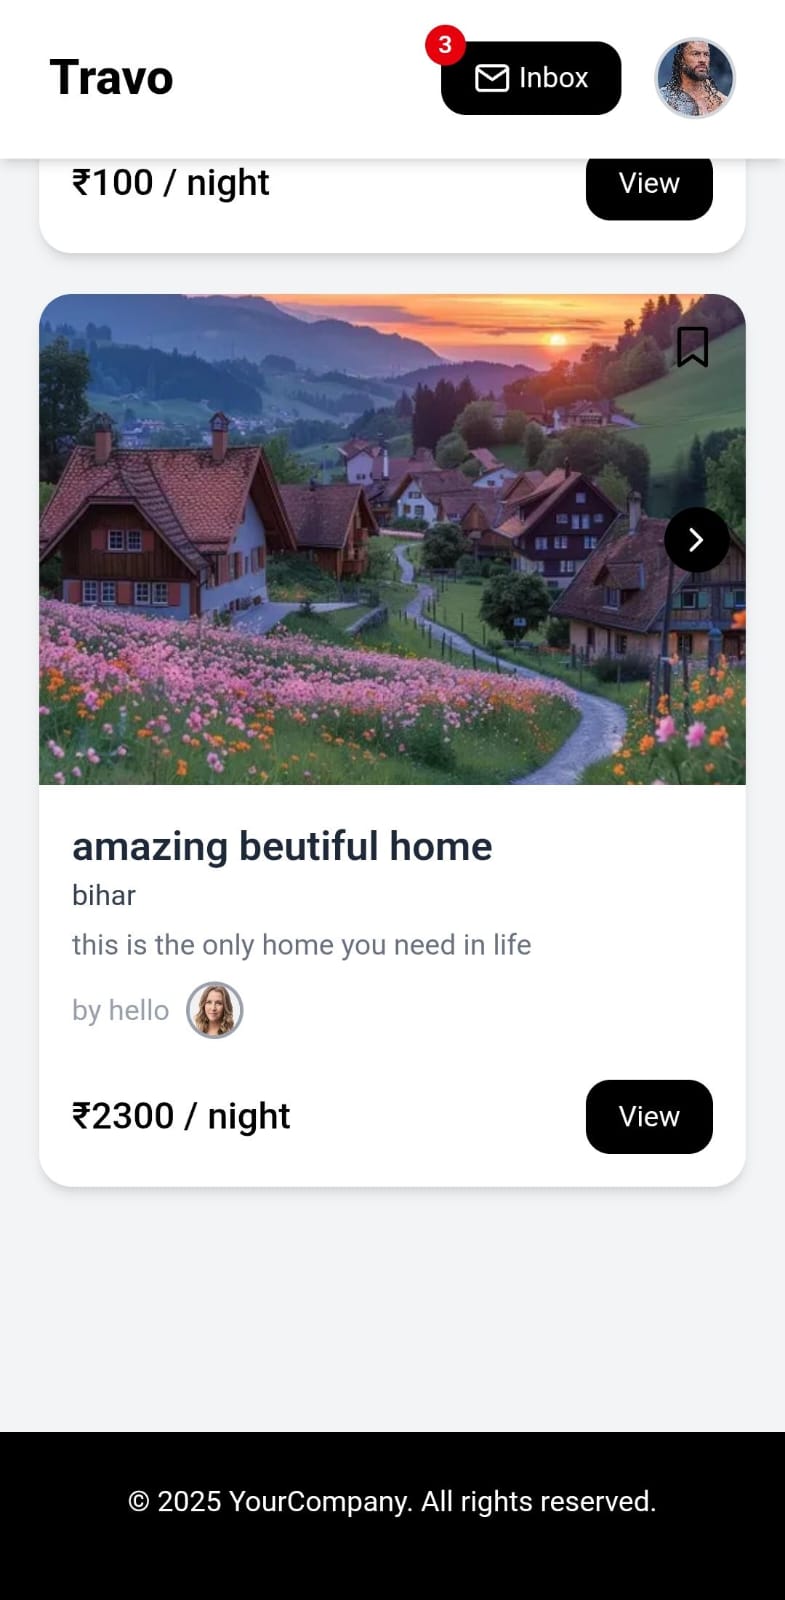 Travo
3
Inbox
₹100 / night
View
amazing beutiful home
bihar
this is the only home you need in life
by hello
₹2300 / night
View
© 2025 YourCompany. All rights reserved.